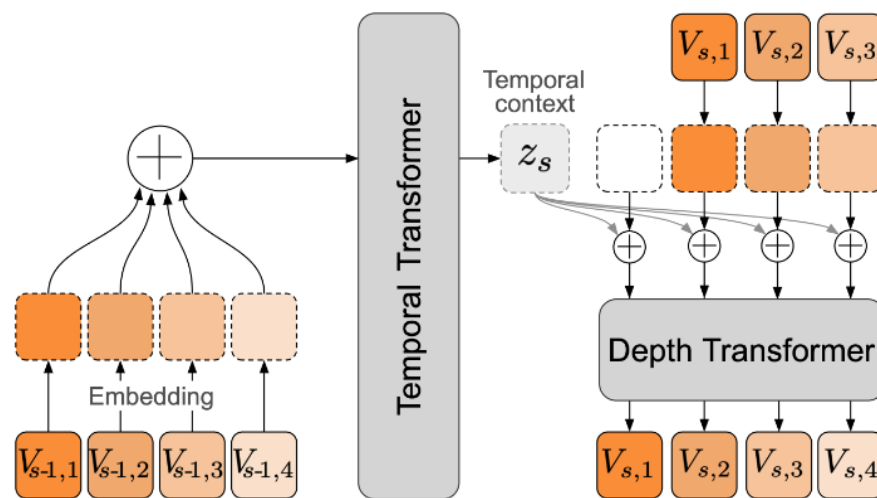 V_{s,1} V_{s,2} V_{s,3}
Temporal
context
z_s
Temporal Transformer
Depth Transformer
Embedding
V_{s-1,1} V_{s-1,2} V_{s-1,3} V_{s-1,4}
V_{s,1} V_{s,2} V_{s,3} V_{s,4}